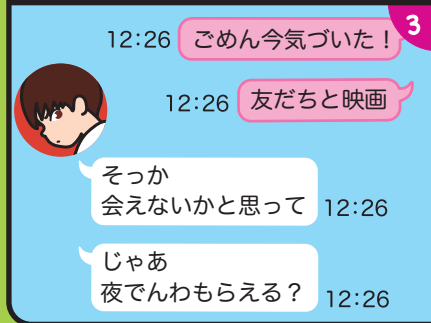 3
12:26 ごめん今気づいた！
12:26 友だちと映画
そっか
会えないかと思って 12:26
じゃあ
夜でんわもらえる？ 12:26